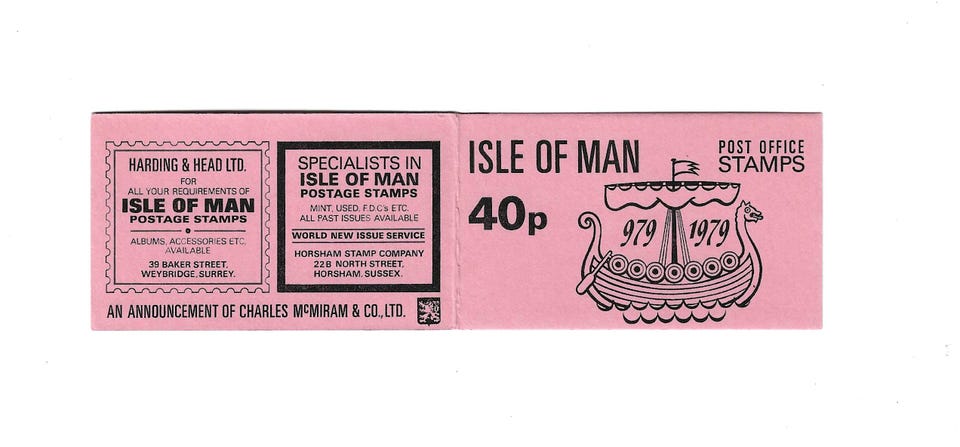 HARDING & HEAD LTD.
FOR
ALL YOUR REQUIREMENTS OF
ISLE OF MAN
POSTAGE STAMPS
ALBUMS, ACCESSORIES ETC.
AVAILABLE
39 BAKER STREET,
WEYBRIDGE, SURREY.
SPECIALISTS IN
ISLE OF MAN
POSTAGE STAMPS
MINT, USED, F.D.C's ETC.
ALL PAST ISSUES AVAILABLE
WORLD NEW ISSUE SERVICE
HORSHAM STAMP COMPANY
22B NORTH STREET,
HORSHAM, SUSSEX.
AN ANNOUNCEMENT OF CHARLES McMIRAM & CO., LTD.
ISLE OF MAN
40p
POST OFFICE
STAMPS
979 1979